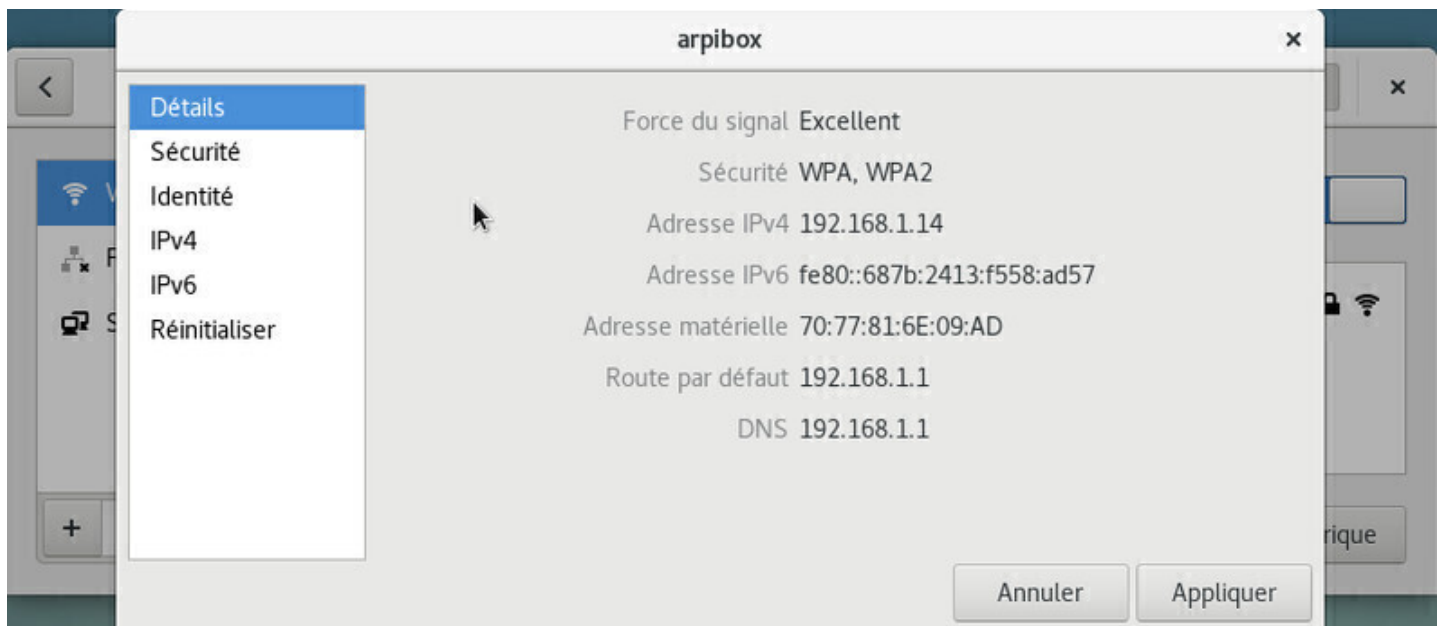 arpibox
Détails
Sécurité
Identité
IPv4
IPv6
Réinitialiser
Force du signal Excellent
Sécurité WPA, WPA2
Adresse IPv4 192.168.1.14
Adresse IPv6 fe80::687b:2413:f558:ad57
Adresse matérielle 70:77:81:6E:09:AD
Route par défaut 192.168.1.1
DNS 192.168.1.1
Annuler
Appliquer